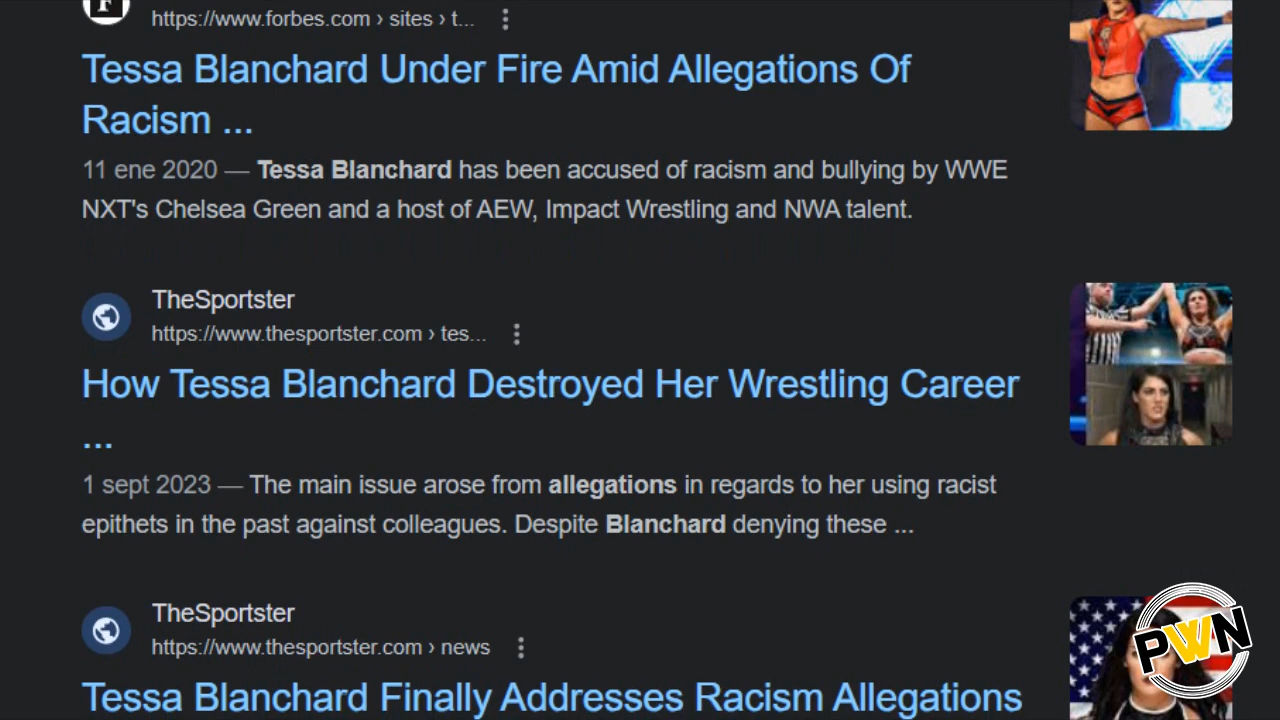 F
https://www.forbes.com › sites › t...
Tessa Blanchard Under Fire Amid Allegations Of
Racism ...
11 ene 2020 — Tessa Blanchard has been accused of racism and bullying by WWE
NXT's Chelsea Green and a host of AEW, Impact Wrestling and NWA talent.
TheSportster
https://www.thesportster.com › tes...
How Tessa Blanchard Destroyed Her Wrestling Career
...
1 sept 2023 — The main issue arose from allegations in regards to her using racist
epithets in the past against colleagues. Despite Blanchard denying these ...
TheSportster
https://www.thesportster.com › news
Tessa Blanchard Finally Addresses Racism Allegations
PWN